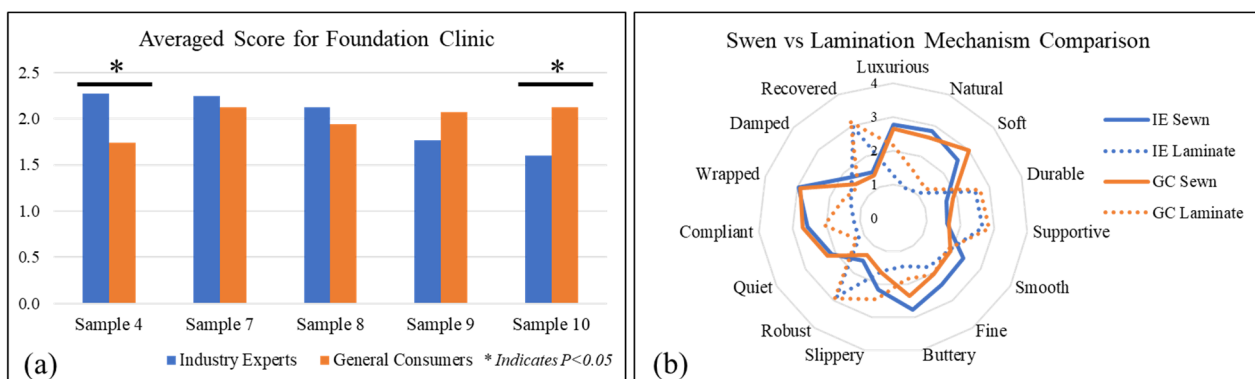 Averaged Score for Foundation Clinic
2.5
2.0
1.5
1.0
0.5
0.0
*
*
Sample 4
Sample 7
Sample 8
Sample 9
Sample 10
Industry Experts
General Consumers
* Indicates P<0.05
(a)
Swen vs Lamination Mechanism Comparison
Luxurious
Natural
Soft
Durable
Supportive
Smooth
Fine
Buttery
Slippery
Robust
Quiet
Compliant
Wrapped
Damped
Recovered
4
3
2
1
0
IE Sewn
IE Laminate
GC Sewn
GC Laminate
(b)